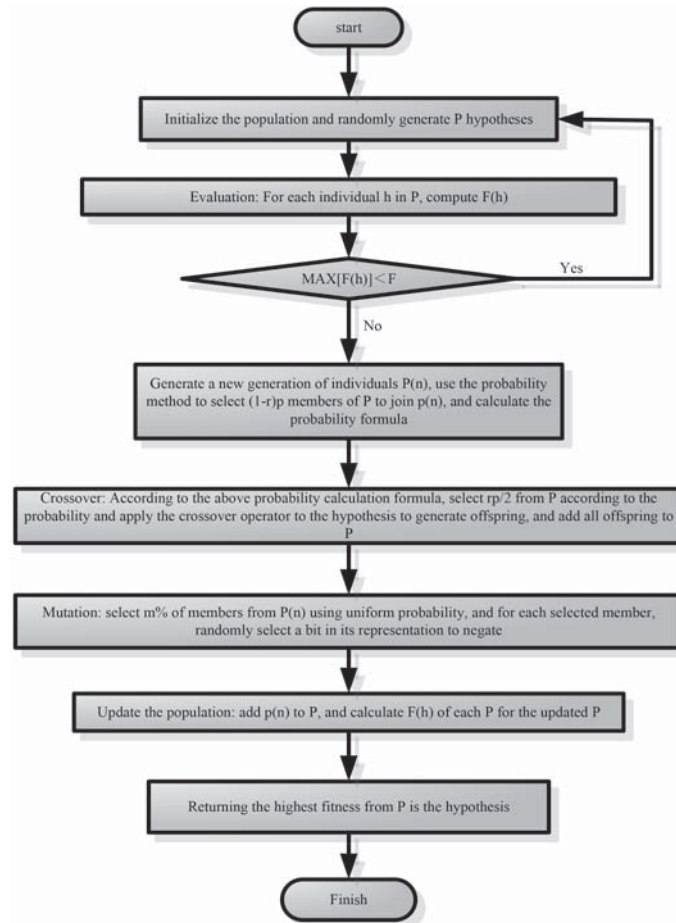 start
Initialize the population and randomly generate P hypotheses
Evaluation: For each individual h in P, compute F(h)
MAX[F(h)]<F
Yes
No
Generate a new generation of individuals P(n), use the probability
method to select (1-r)p members of P to join p(n), and calculate the
probability formula
Crossover: According to the above probability calculation formula, select rp/2 from P according to the
probability and apply the crossover operator to the hypothesis to generate offspring, and add all offspring to
P
Mutation: select m% of members from P(n) using uniform probability, and for each selected member,
randomly select a bit in its representation to negate
Update the population: add p(n) to P, and calculate F(h) of each P for the updated P
Returning the highest fitness from P is the hypothesis
Finish